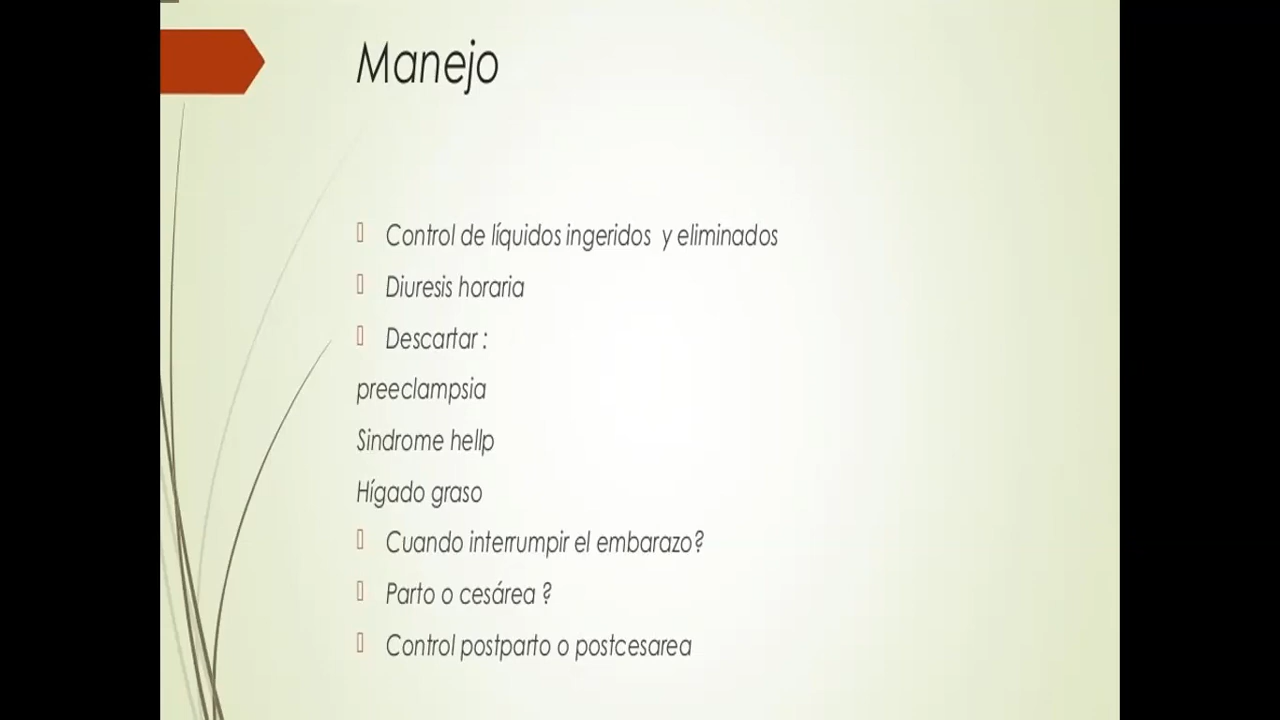 Manejo
Control de líquidos ingeridos y eliminados
Diuresis horaria
Descartar :
preeclampsia
Sindrome hellp
Hígado graso
Cuando interrumpir el embarazo?
Parto o cesárea ?
Control postparto o postcesarea